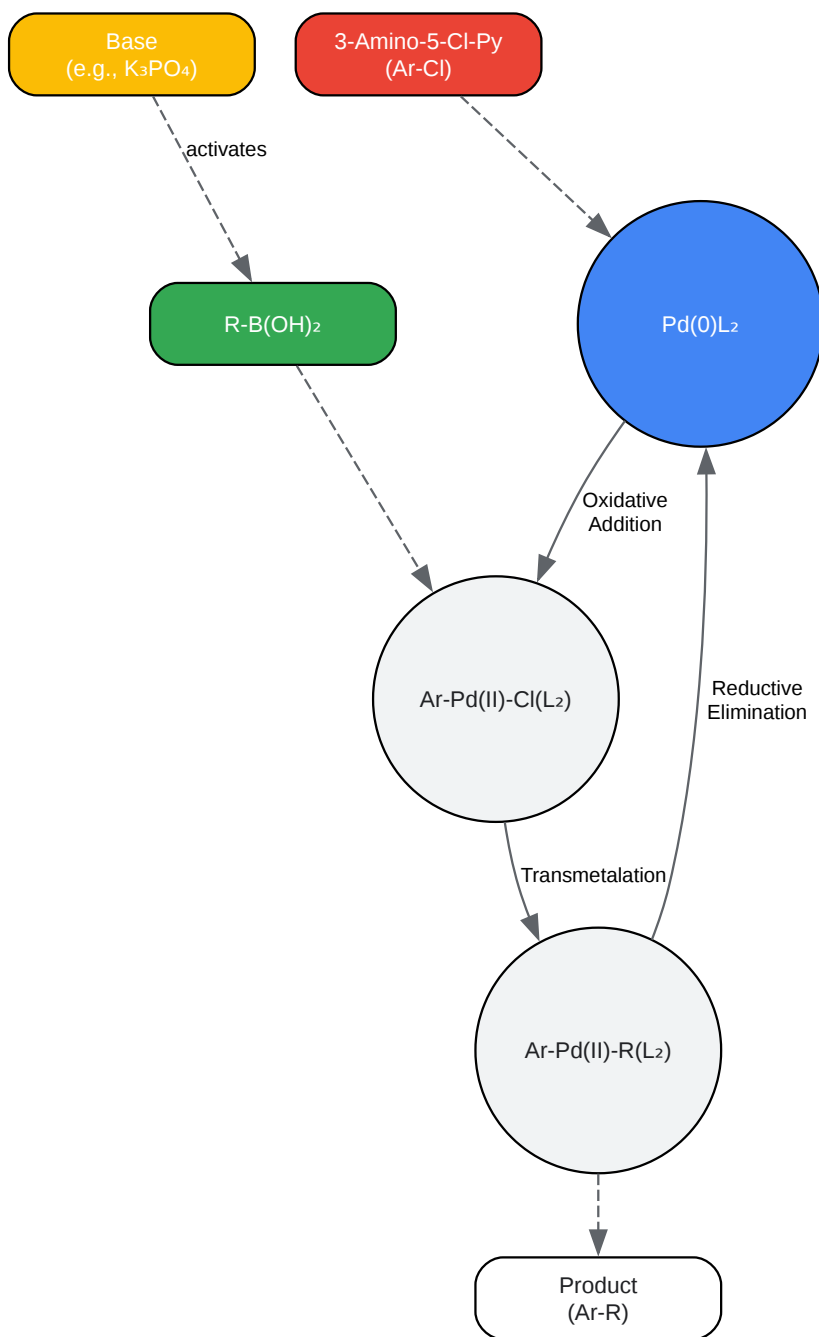 Base
(e.g., K₃PO₄)
3-Amino-5-Cl-Py
(Ar-Cl)
activates
R-B(OH)₂
Pd(0)L₂
Oxidative
Addition
Ar-Pd(II)-Cl(L₂)
Reductive
Elimination
Transmetalation
Ar-Pd(II)-R(L₂)
Product
(Ar-R)